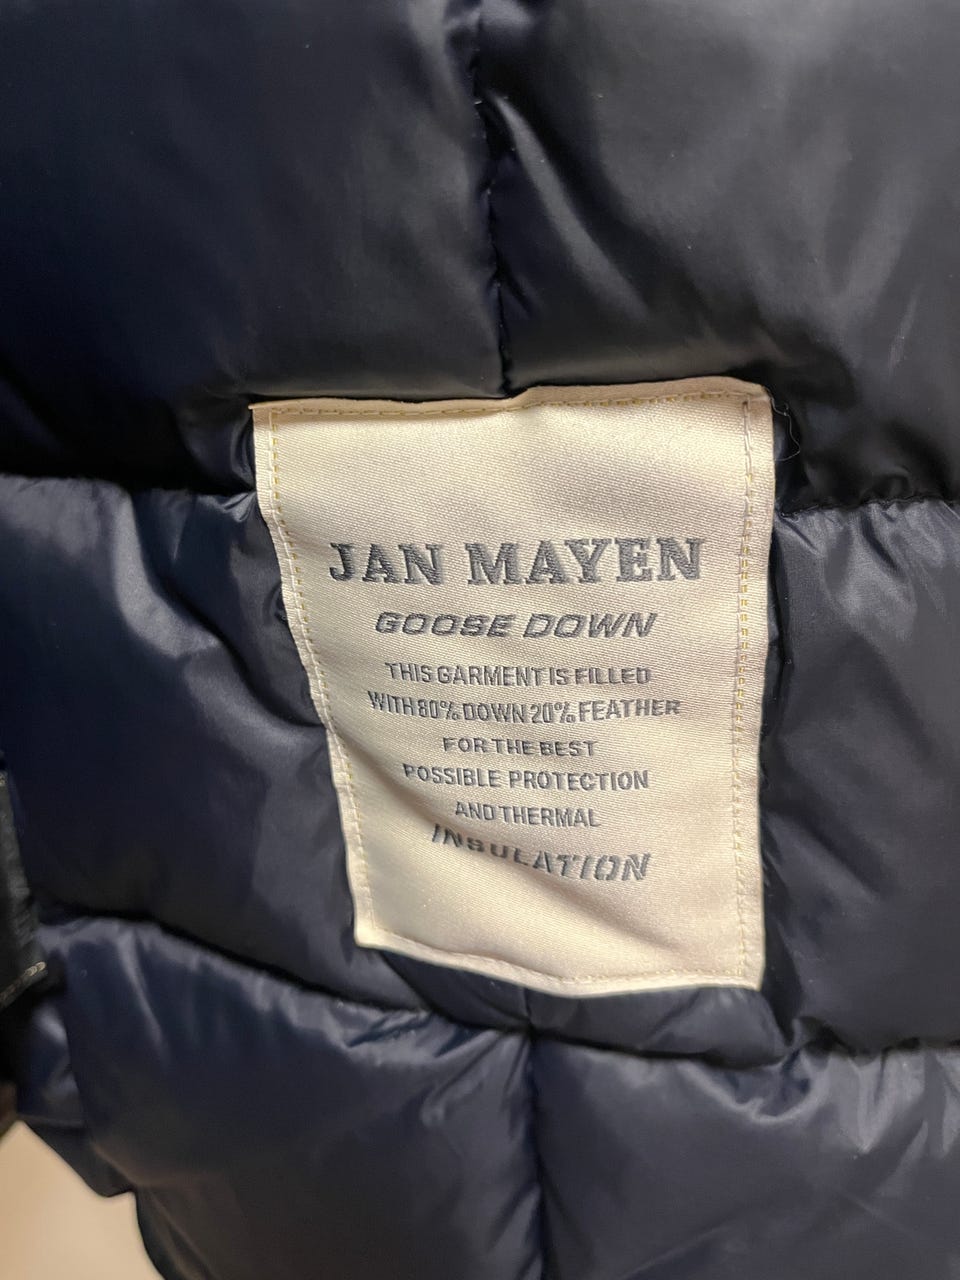 JAN MAYEN
GOOSE DOWN
THIS GARMENT IS FILLED
WITH 80% DOWN 20% FEATHER
FOR THE BEST
POSSIBLE PROTECTION
AND THERMAL
INSULATION